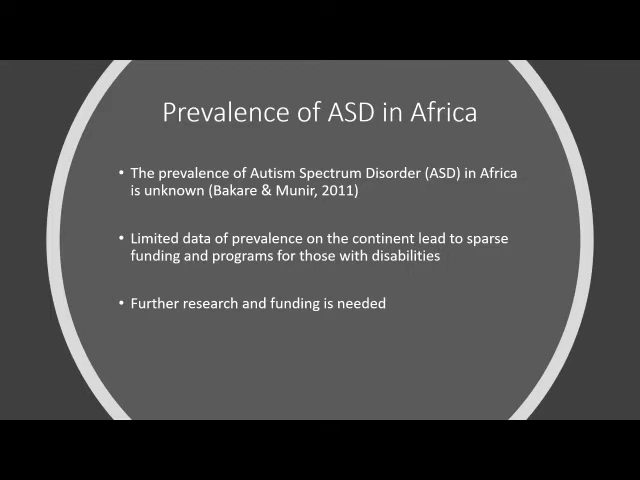 Prevalence of ASD in Africa
• The prevalence of Autism Spectrum Disorder (ASD) in Africa
is unknown (Bakare & Munir, 2011)
• Limited data of prevalence on the continent lead to sparse
funding and programs for those with disabilities
• Further research and funding is needed